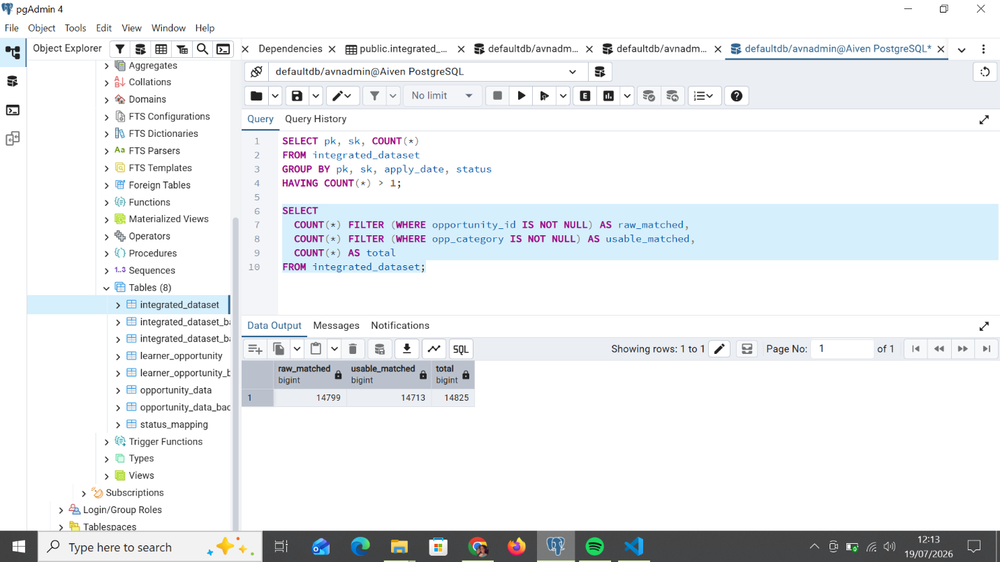 pgAdmin 4
File Object Tools Edit View Window Help
Object Explorer
Dependencies public.integrated_... defaultdb/avnadm... defaultdb/avnadm... defaultdb/avnadmin@Aiven PostgreSQL*
defaultdb/avnadmin@Aiven PostgreSQL
No limit
E
Query Query History
1 SELECT pk, sk, COUNT(*)
2 FROM integrated_dataset
3 GROUP BY pk, sk, apply_date, status
4 HAVING COUNT(*) > 1;
5
6 SELECT
7 COUNT(*) FILTER (WHERE opportunity_id IS NOT NULL) AS raw_matched,
8 COUNT(*) FILTER (WHERE opp_category IS NOT NULL) AS usable_matched,
9 COUNT(*) AS total
10 FROM integrated_dataset;
Aggregates
Collations
Domains
FTS Configurations
FTS Dictionaries
Aa FTS Parsers
FTS Templates
Foreign Tables
Functions
Materialized Views
Operators
Procedures
1..3 Sequences
Tables (8)
integrated_dataset
integrated_dataset_ba
integrated_dataset_ba
learner_opportunity
learner_opportunity_b
opportunity_data
opportunity_data_bac
status_mapping
Trigger Functions
Types
Views
Subscriptions
Login/Group Roles
Tablespaces
Data Output Messages Notifications
SQL
Showing rows: 1 to 1 Page No: 1 of 1
raw_matched usable_matched total
bigint bigint bigint
1 14799 14713 14825
Type here to search
12:13
19/07/2026